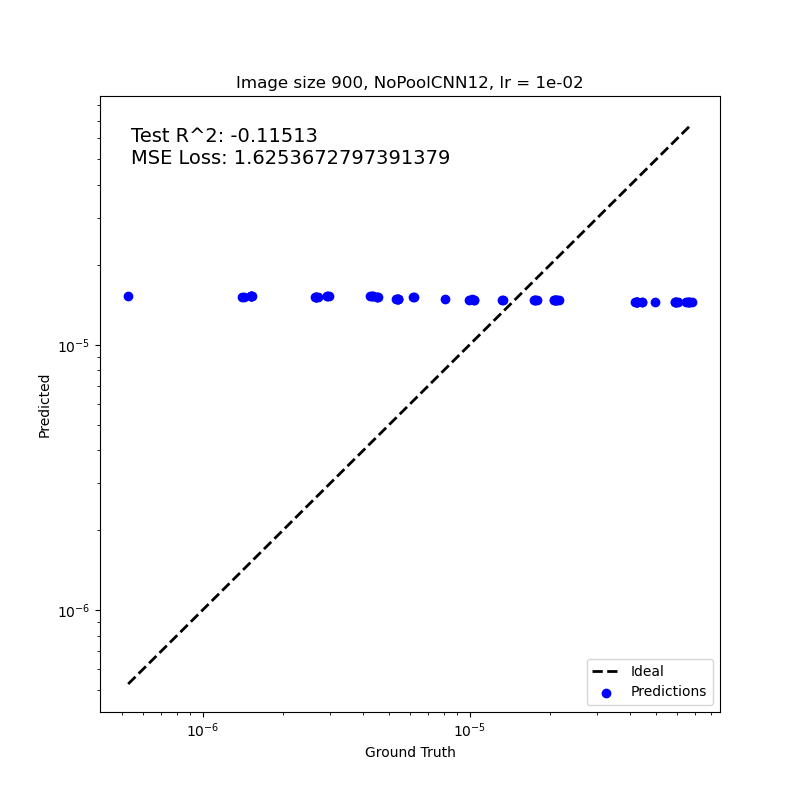 Image size 900, NoPoolCNN12, lr = 1e-02
Test R^2: -0.11513
MSE Loss: 1.6253672797391379
Predicted
10⁻⁵
10⁻⁶
10⁻⁶
10⁻⁵
Ground Truth
Ideal
Predictions